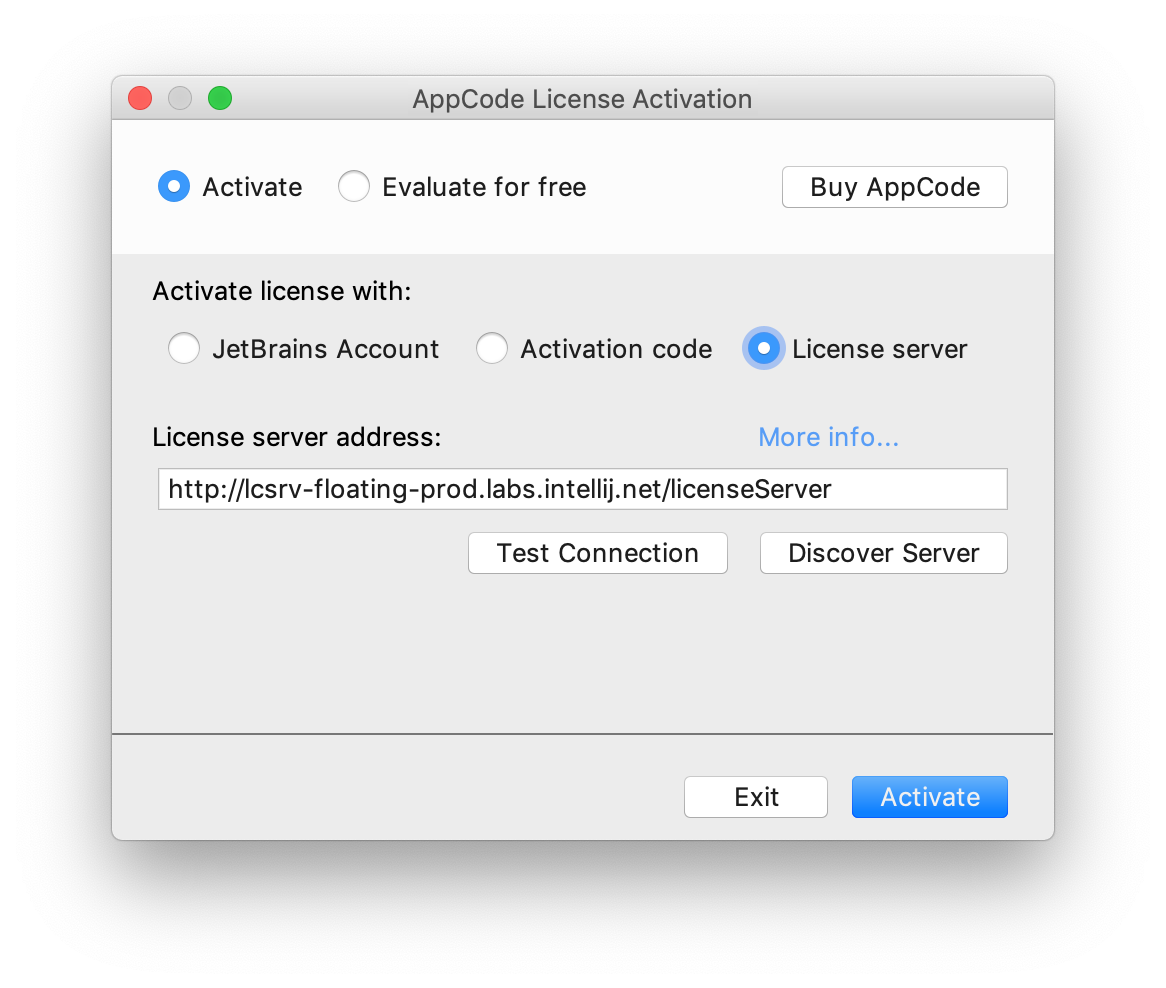 AppCode License Activation
Activate Evaluate for free Buy AppCode
Activate license with:
JetBrains Account Activation code License server
License server address: More info...
http://lcsrv-floating-prod.labs.intellij.net/licenseServer
Test Connection Discover Server
Exit Activate